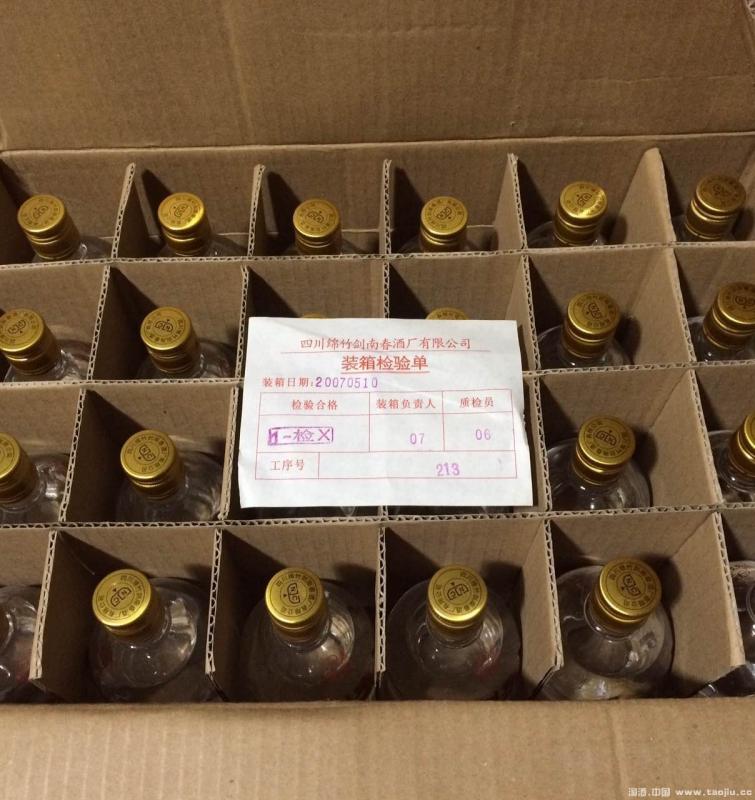 四川绵竹剑南春酒厂有限公司
装箱检验单
装箱日期:20070510
检验合格 装箱负责人 质检员
07 06
工序号 213
淘酒.中国 www.taojiu.cc